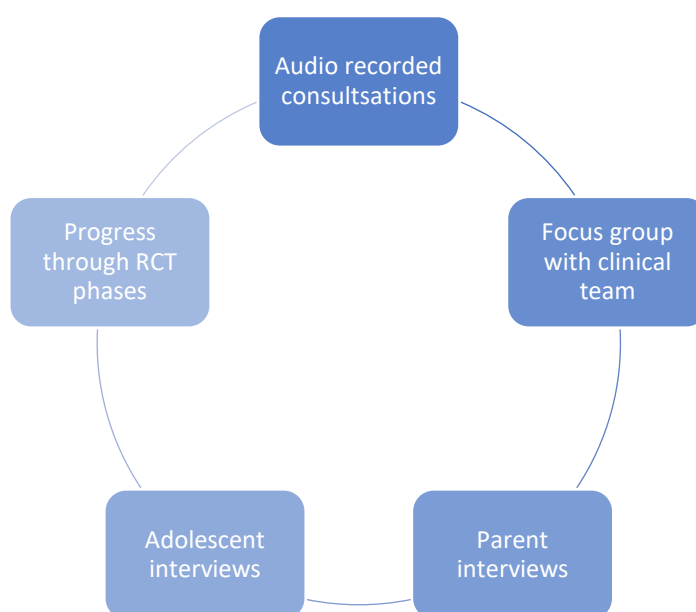 Audio recorded
consultsations
Focus group
with clinical
team
Parent
interviews
Adolescent
interviews
Progress
through RCT
phases